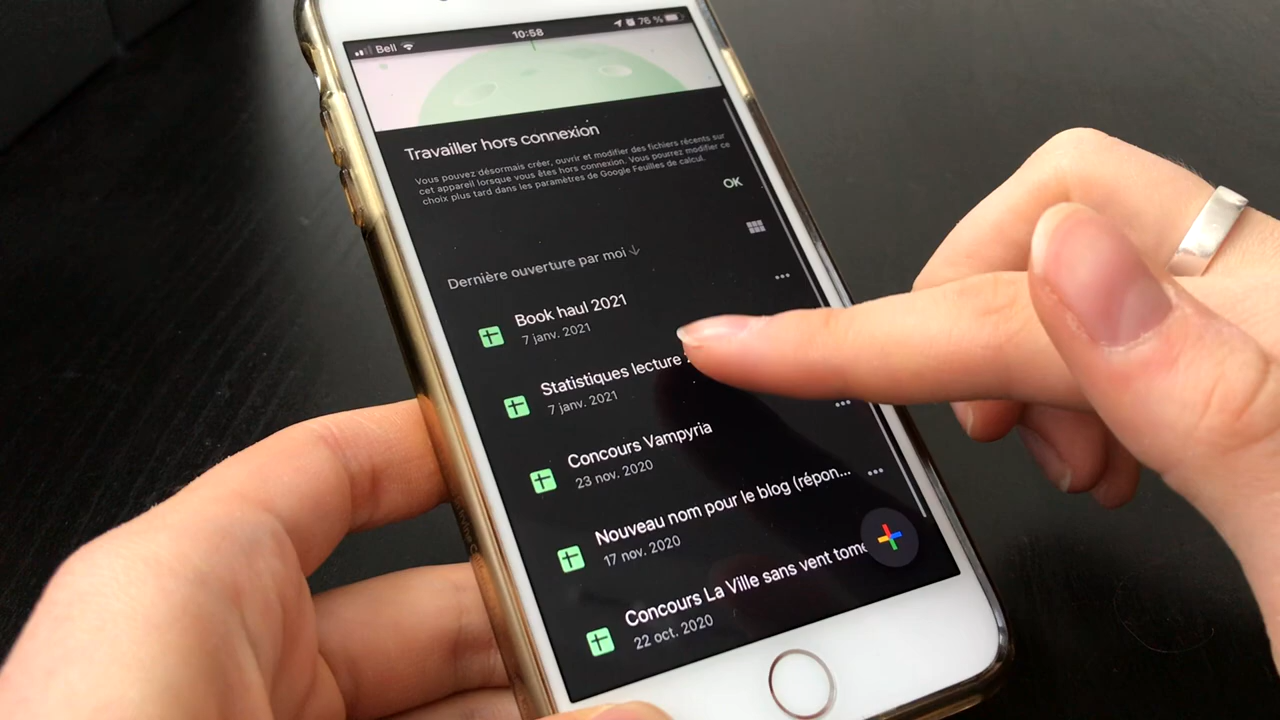 Bell 10:58 76 %
Travailler hors connexion
Vous pouvez désormais créer, ouvrir et modifier des fichiers récents sur
cet appareil lorsque vous êtes hors connexion. Vous pourrez modifier ce
choix plus tard dans les paramètres de Google Feuilles de calcul.
OK
Dernière ouverture par moi
Book haul 2021
7 janv. 2021
Statistiques lecture
7 janv. 2021
Concours Vampyria
23 nov. 2020
Nouveau nom pour le blog (répon...
17 nov. 2020
Concours La Ville sans vent tome
22 oct. 2020